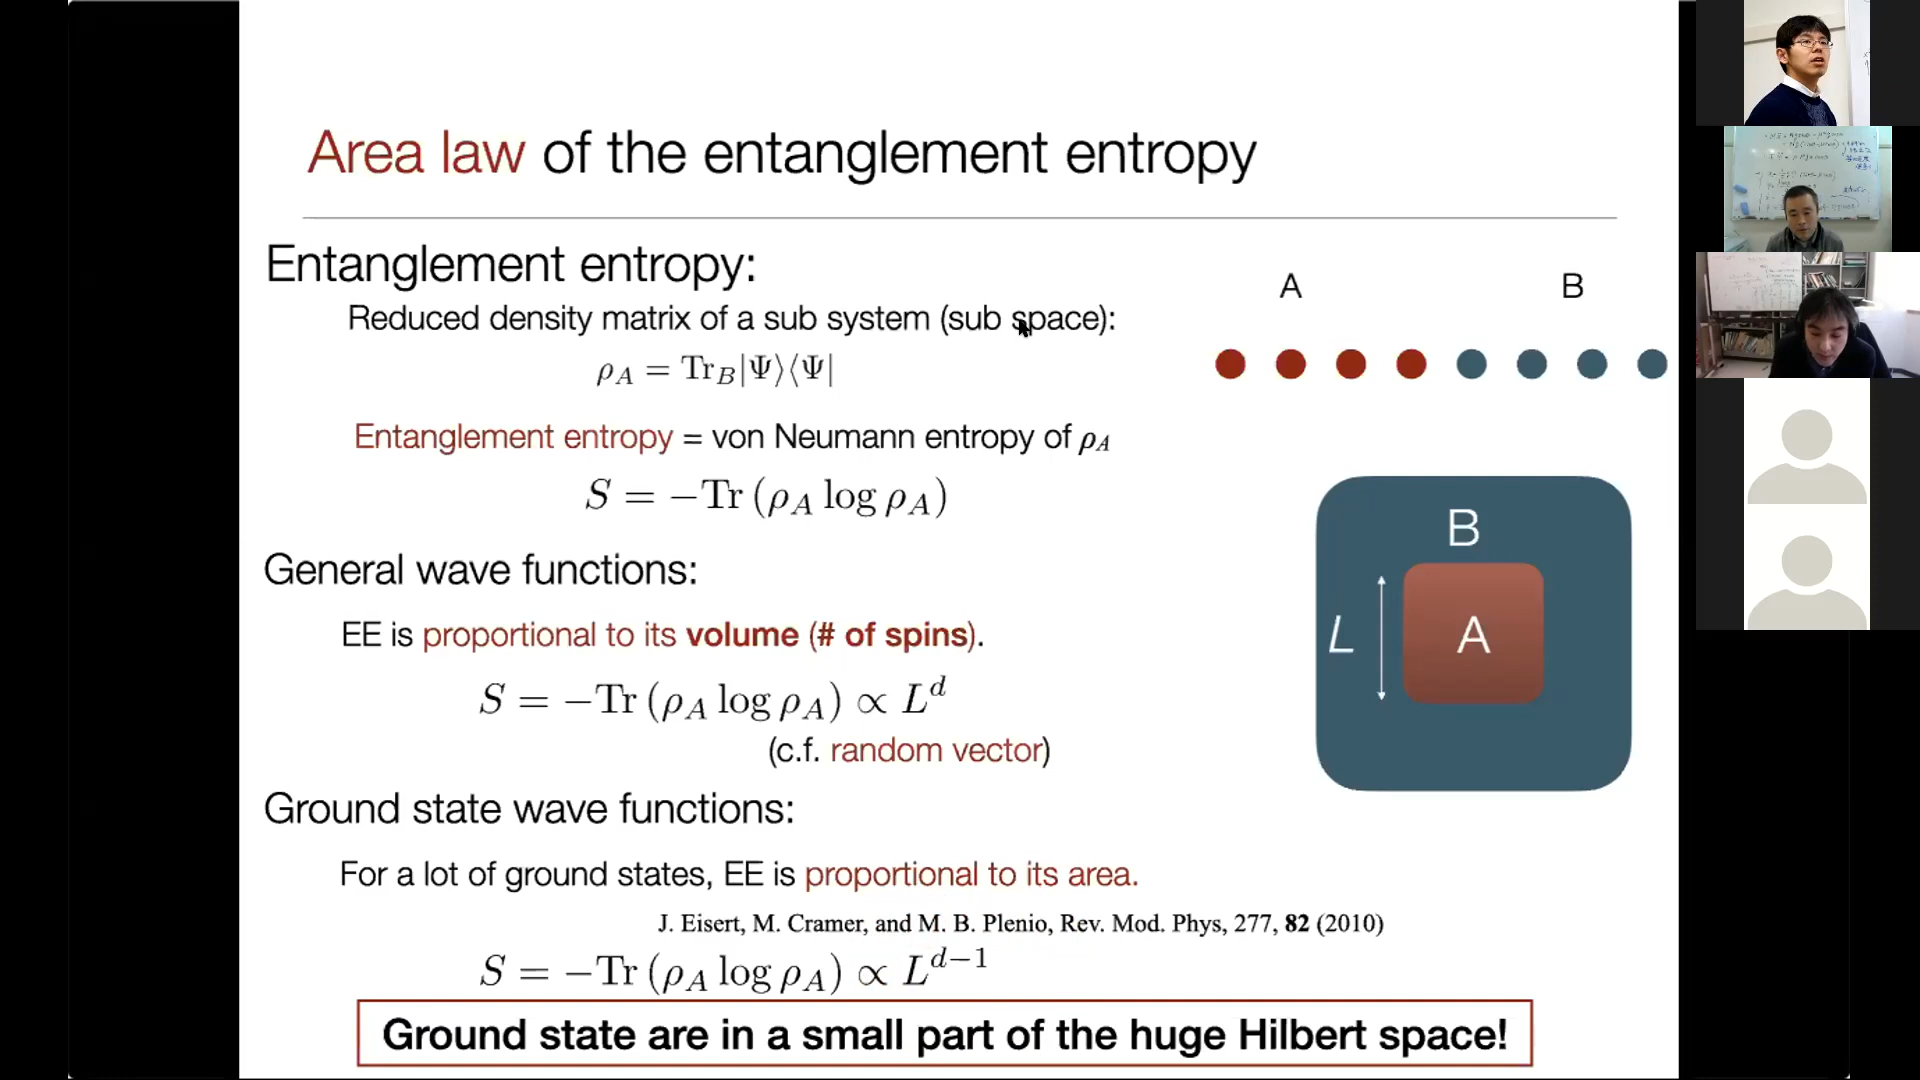 Area law of the entanglement entropy
Entanglement entropy:
Reduced density matrix of a sub system (sub space):
ρ_A = Tr_B|Ψ⟩⟨Ψ|
Entanglement entropy = von Neumann entropy of ρ_A
S = −Tr (ρ_A log ρ_A)
A B
General wave functions:
EE is proportional to its volume (# of spins).
S = −Tr (ρ_A log ρ_A) ∝ L^d
(c.f. random vector)
B
L
A
Ground state wave functions:
For a lot of ground states, EE is proportional to its area.
J. Eisert, M. Cramer, and M. B. Plenio, Rev. Mod. Phys, 277, 82 (2010)
S = −Tr (ρ_A log ρ_A) ∝ L^{d−1}
Ground state are in a small part of the huge Hilbert space!